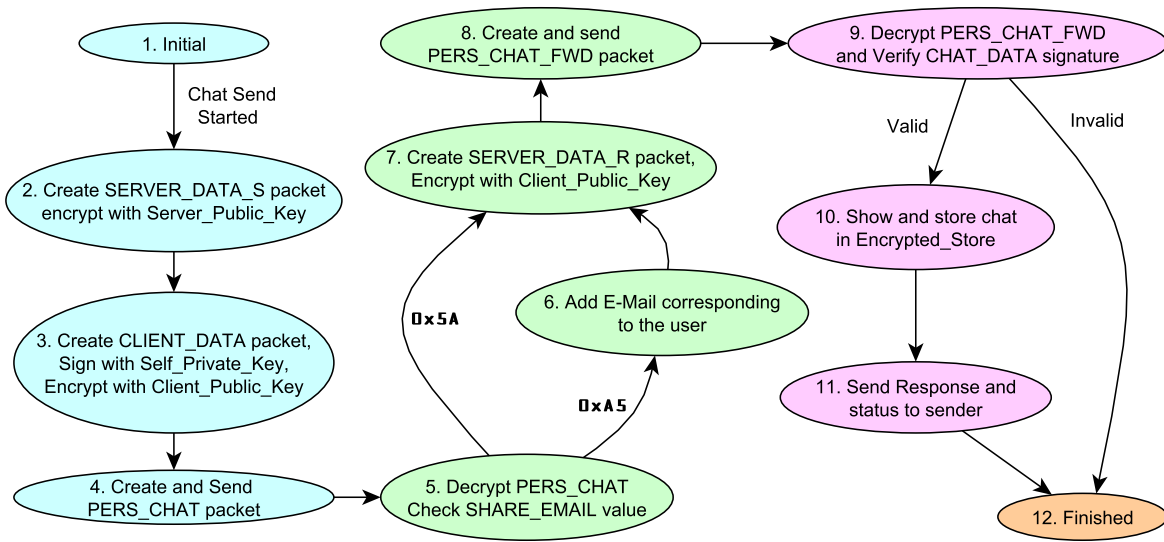 1. Initial
Chat Send
Started
2. Create SERVER_DATA_S packet
encrypt with Server_Public_Key
3. Create CLIENT_DATA packet,
Sign with Self_Private_Key,
Encrypt with Client_Public_Key
4. Create and Send
PERS_CHAT packet
5. Decrypt PERS_CHAT
Check SHARE_EMAIL value
0x5A
0xA5
6. Add E-Mail corresponding
to the user
7. Create SERVER_DATA_R packet,
Encrypt with Client_Public_Key
8. Create and send
PERS_CHAT_FWD packet
9. Decrypt PERS_CHAT_FWD
and Verify CHAT_DATA signature
Valid
Invalid
10. Show and store chat
in Encrypted_Store
11. Send Response and
status to sender
12. Finished